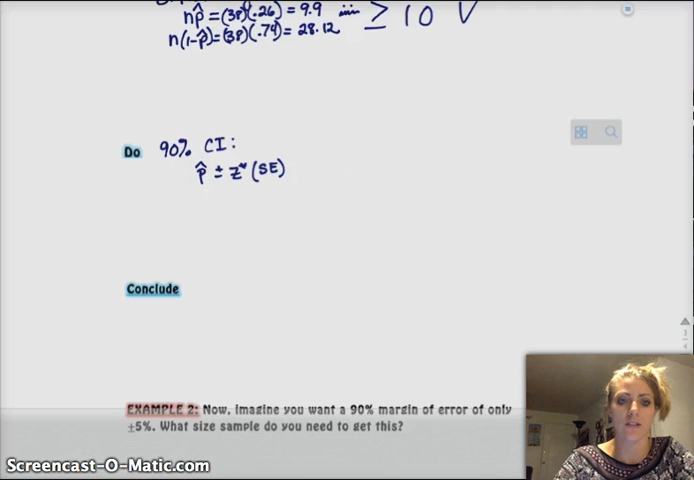 np̂ = (38)(.26) = 9.9 ≥ 10 √
n(1-p̂) = (38)(.74) = 28.12
Do 90% CI:
p̂ ± z* (SE)
Conclude
EXAMPLE 2: Now, imagine you want a 90% margin of error of only
±5%. What size sample do you need to get this?
3/4
Screencast-O-Matic.com